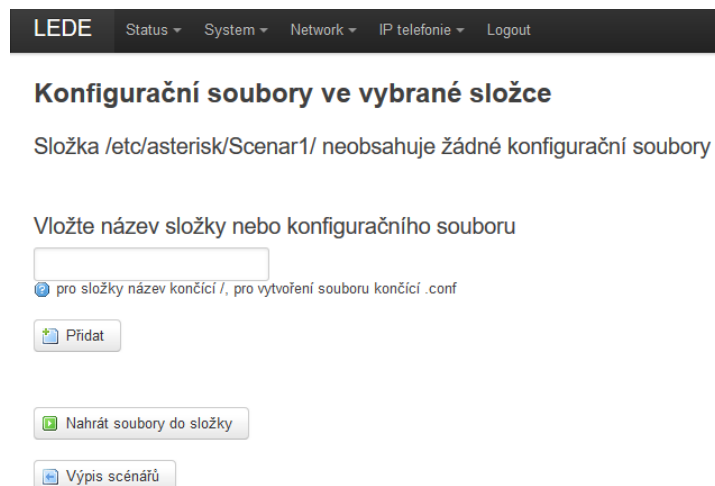 LEDE Status System Network IP telefonie Logout
Konfigurační soubory ve vybrané složce
Složka /etc/asterisk/Scenar1/ neobsahuje žádné konfigurační soubory
Vložte název složky nebo konfiguračního souboru
pro složky název končící /, pro vytvoření souboru končící .conf
Přidat
Nahrát soubory do složky
Výpis scénářů